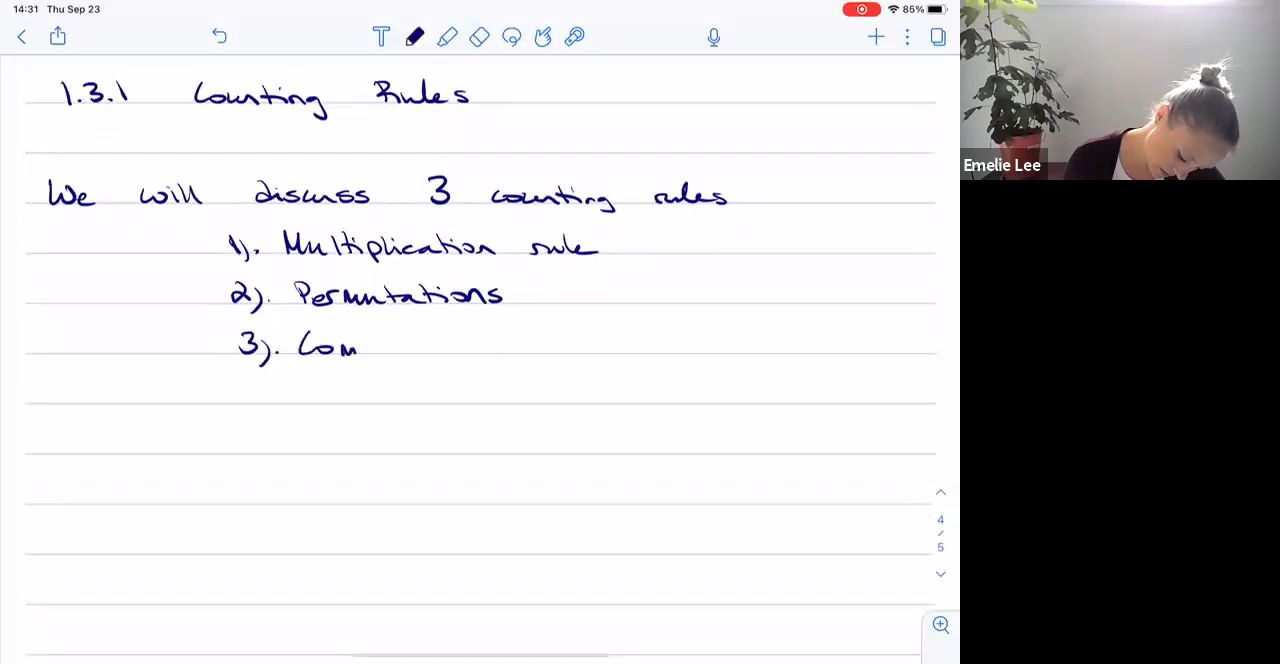 14:31 Thu Sep 23
85%
1.3.1 Counting Rules
We will discuss 3 counting rules
1). Multiplication rule
2). Permutations
3). Com
4
5
Emelie Lee